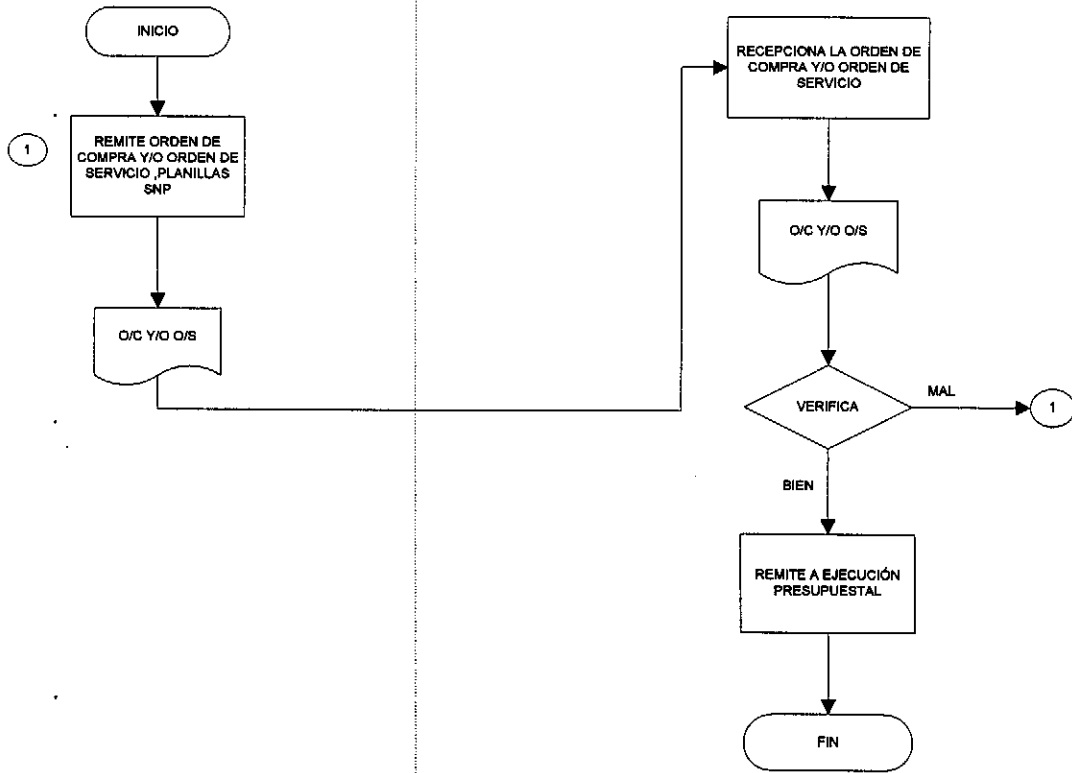 INICIO
1
REMITE ORDEN DE
COMPRA Y/O ORDEN DE
SERVICIO ,PLANILLAS
SNP
O/C Y/O O/S
RECEPCIONA LA ORDEN DE
COMPRA Y/O ORDEN DE
SERVICIO
O/C Y/O O/S
VERIFICA
MAL
1
BIEN
REMITE A EJECUCIÓN
PRESUPUESTAL
FIN